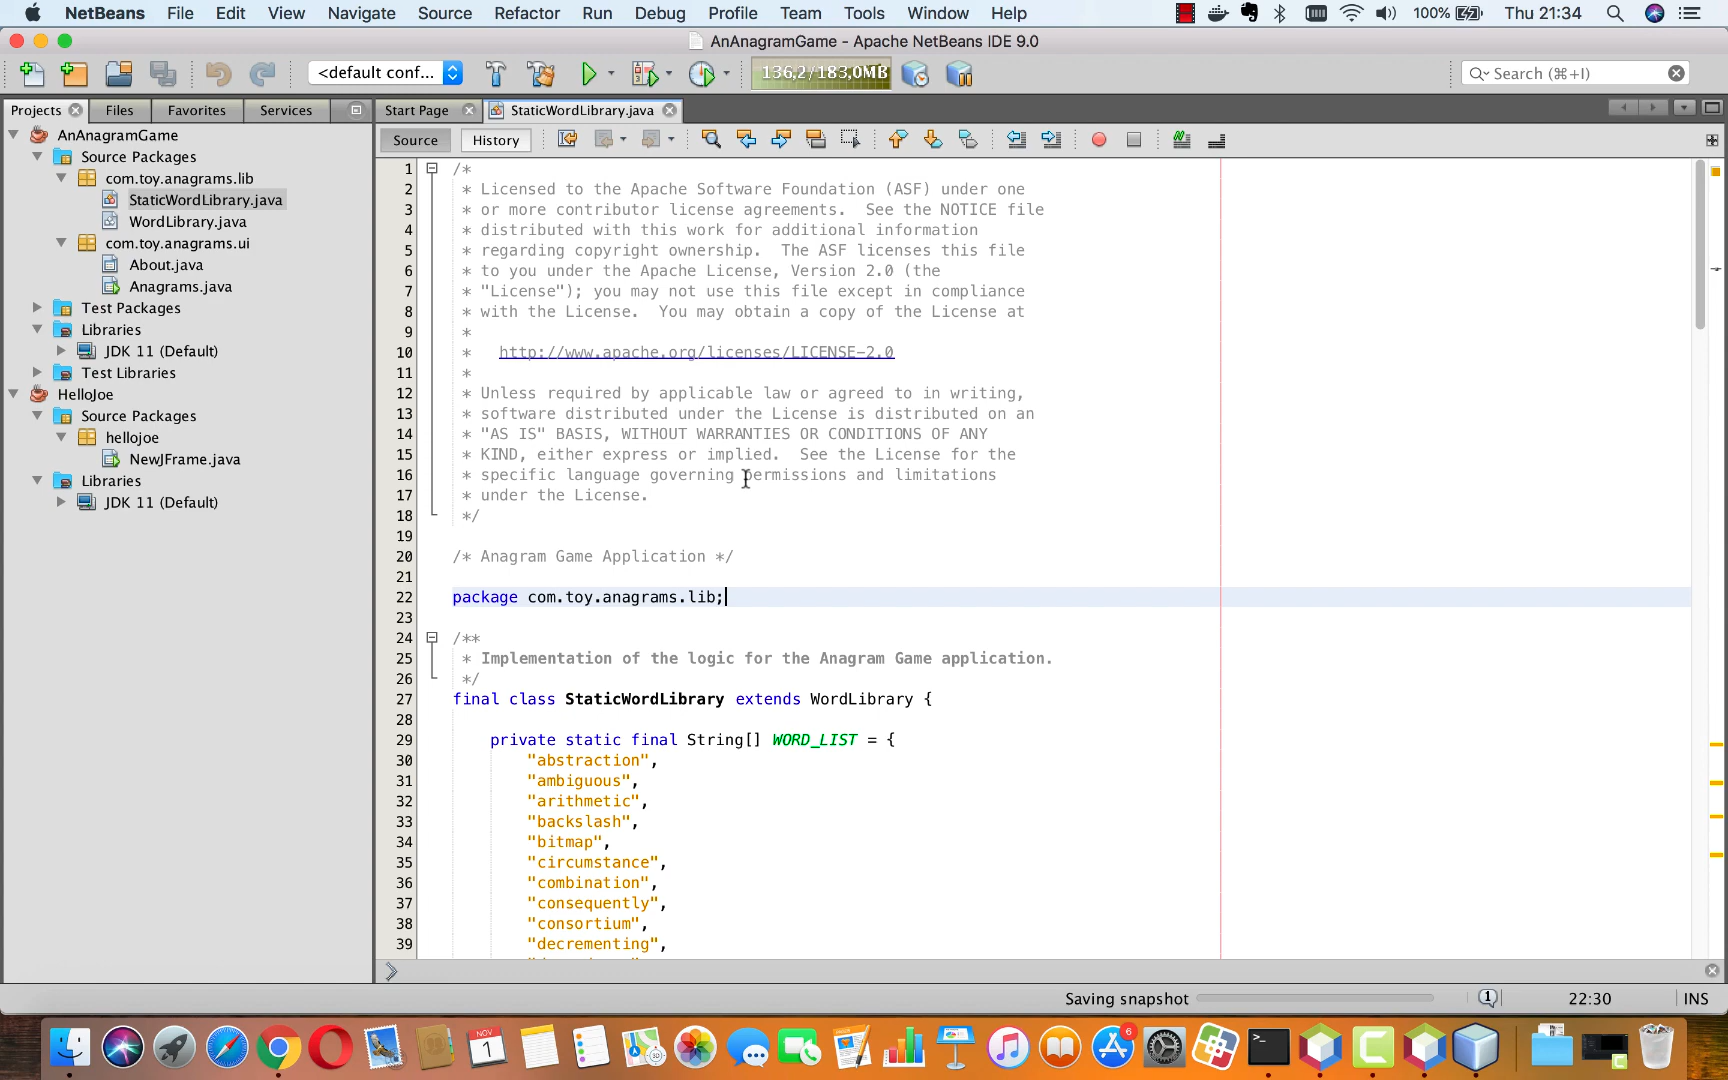 NetBeans File Edit View Navigate Source Refactor Run Debug Profile Team Tools Window Help 100% Thu 21:34
AnAnagramGame - Apache NetBeans IDE 9.0
<default conf... 136,2/183,0MB Search (⌘+I)
Projects Files Favorites Services Start Page StaticWordLibrary.java
Source History
AnAnagramGame
Source Packages
com.toy.anagrams.lib
StaticWordLibrary.java
WordLibrary.java
com.toy.anagrams.ui
About.java
Anagrams.java
Test Packages
Libraries
JDK 11 (Default)
Test Libraries
HelloJoe
Source Packages
hellojoe
NewJFrame.java
Libraries
JDK 11 (Default)
1 /*
2 * Licensed to the Apache Software Foundation (ASF) under one
3 * or more contributor license agreements.  See the NOTICE file
4 * distributed with this work for additional information
5 * regarding copyright ownership.  The ASF licenses this file
6 * to you under the Apache License, Version 2.0 (the
7 * "License"); you may not use this file except in compliance
8 * with the License.  You may obtain a copy of the License at
9 *
10 *   http://www.apache.org/licenses/LICENSE-2.0
11 *
12 * Unless required by applicable law or agreed to in writing,
13 * software distributed under the License is distributed on an
14 * "AS IS" BASIS, WITHOUT WARRANTIES OR CONDITIONS OF ANY
15 * KIND, either express or implied.  See the License for the
16 * specific language governing permissions and limitations
17 * under the License.
18 */
19
20 /* Anagram Game Application */
21
22 package com.toy.anagrams.lib;
23
24 /**
25 * Implementation of the logic for the Anagram Game application.
26 */
27 final class StaticWordLibrary extends WordLibrary {
28
29 private static final String[] WORD_LIST = {
30 "abstraction",
31 "ambiguous",
32 "arithmetic",
33 "backslash",
34 "bitmap",
35 "circumstance",
36 "combination",
37 "consequently",
38 "consortium",
39 "decrementing",
Saving snapshot 1 22:30 INS
NOV
1
6